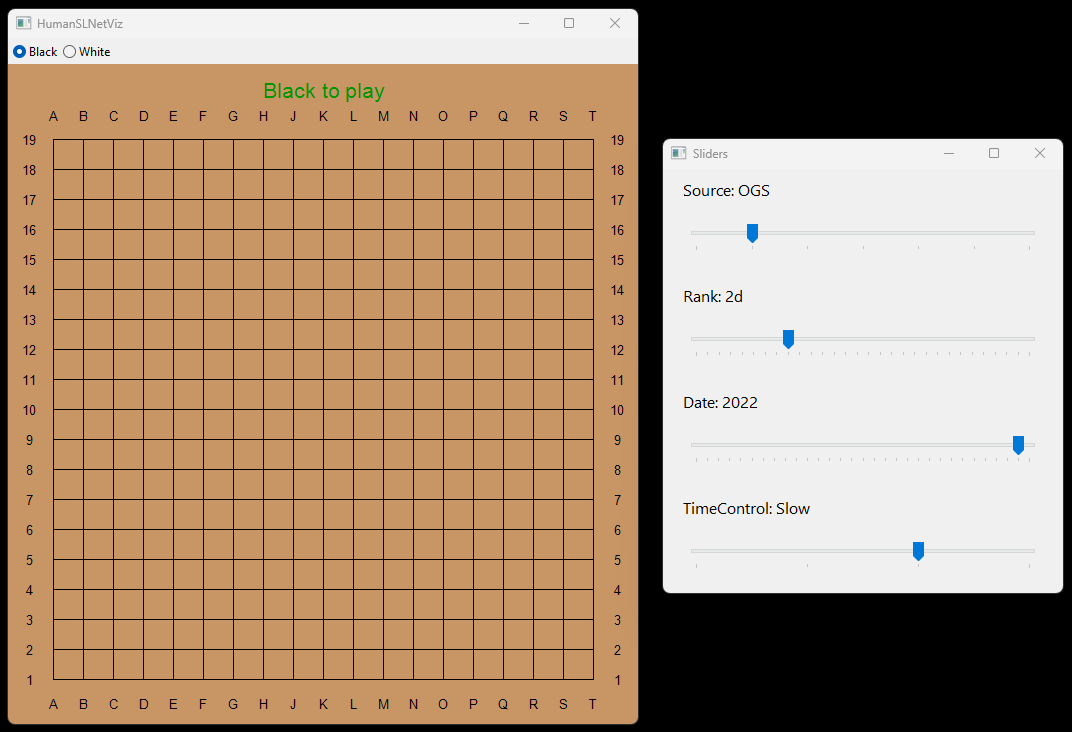 HumanSLNetViz
Black White
Black to play
A B C D E F G H J K L M N O P Q R S T
19 19
18 18
17 17
16 16
15 15
14 14
13 13
12 12
11 11
10 10
9 9
8 8
7 7
6 6
5 5
4 4
3 3
2 2
1 1
A B C D E F G H J K L M N O P Q R S T
Sliders
Source: OGS
Rank: 2d
Date: 2022
TimeControl: Slow